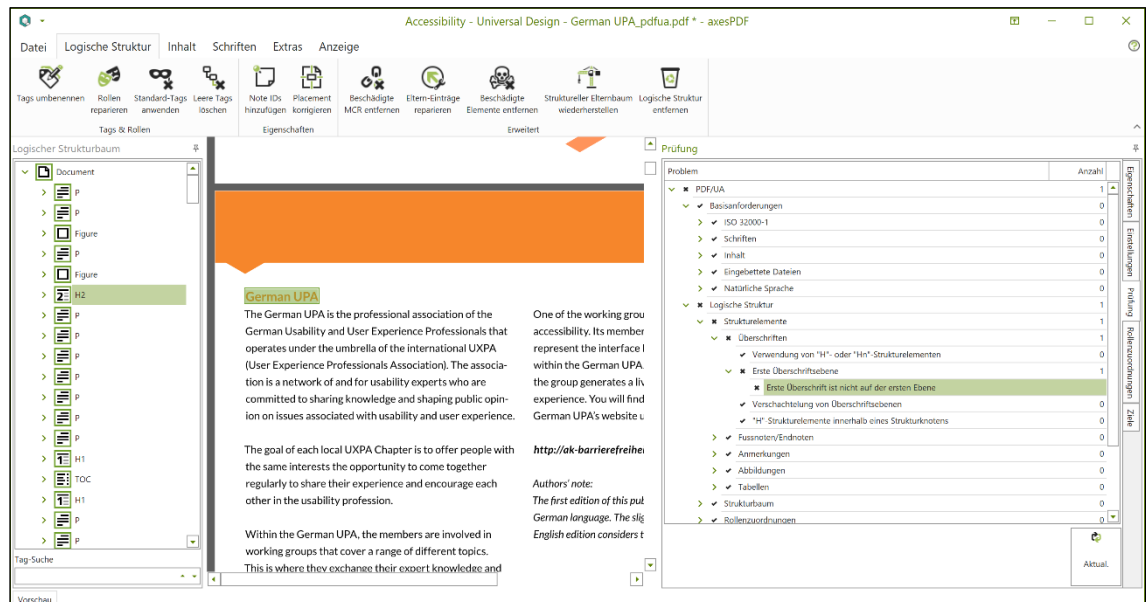 Accessibility - Universal Design - German UPA_pdfua.pdf * - axesPDF
Datei Logische Struktur Inhalt Schriften Extras Anzeige
Tags umbenennen
Rollen reparieren
Standard-Tags anwenden
Leere Tags löschen
Note IDs hinzufügen
Placement korrigieren
Beschädigte MCR entfernen
Eltern-Einträge reparieren
Beschädigte Elemente entfernen
Struktureller Elternbaum wiederherstellen
Logische Struktur entfernen
Tags & Rollen
Eigenschaften
Erweitert
Logischer Strukturbaum
Document
P
P
Figure
P
Figure
H2
P
P
P
P
P
P
P
H1
TOC
H1
P
P
Tag-Suche
Vorschau
German UPA
The German UPA is the professional association of the
German Usability and User Experience Professionals that
operates under the umbrella of the international UXPA
(User Experience Professionals Association). The associa-
tion is a network of and for usability experts who are
committed to sharing knowledge and shaping public opin-
ion on issues associated with usability and user experience.
The goal of each local UXPA Chapter is to offer people with
the same interests the opportunity to come together
regularly to share their experience and encourage each
other in the usability profession.
Within the German UPA, the members are involved in
working groups that cover a range of different topics.
This is where they exchange their expert knowledge and
One of the working grou
accessibility. Its member
represent the interface
within the German UPA.
the group generates a liv
experience. You will find
German UPA's website u
http://ak-barrierefreihei
Authors' note:
The first edition of this pub
German language. The slig
English edition considers t
Prüfung
Problem Anzahl
PDF/UA 1
Basisanforderungen 0
ISO 32000-1 0
Schriften 0
Inhalt 0
Eingebettete Dateien 0
Natürliche Sprache 0
Logische Struktur 1
Strukturelemente 1
Überschriften 1
Verwendung von "H"- oder "Hn"-Strukturelementen 0
Erste Überschriftsebene 1
Erste Überschrift ist nicht auf der ersten Ebene
Verschachtelung von Überschriftsebenen 0
"H"-Strukturelemente innerhalb eines Strukturknotens 0
Fussnoten/Endnoten 0
Anmerkungen 0
Abbildungen 0
Tabellen 0
Strukturbaum 0
Rollenzuordnungen 0
Aktual.
Eigenschaften
Einstellungen
Prüfung
Rollenzuordnungen
Ziele